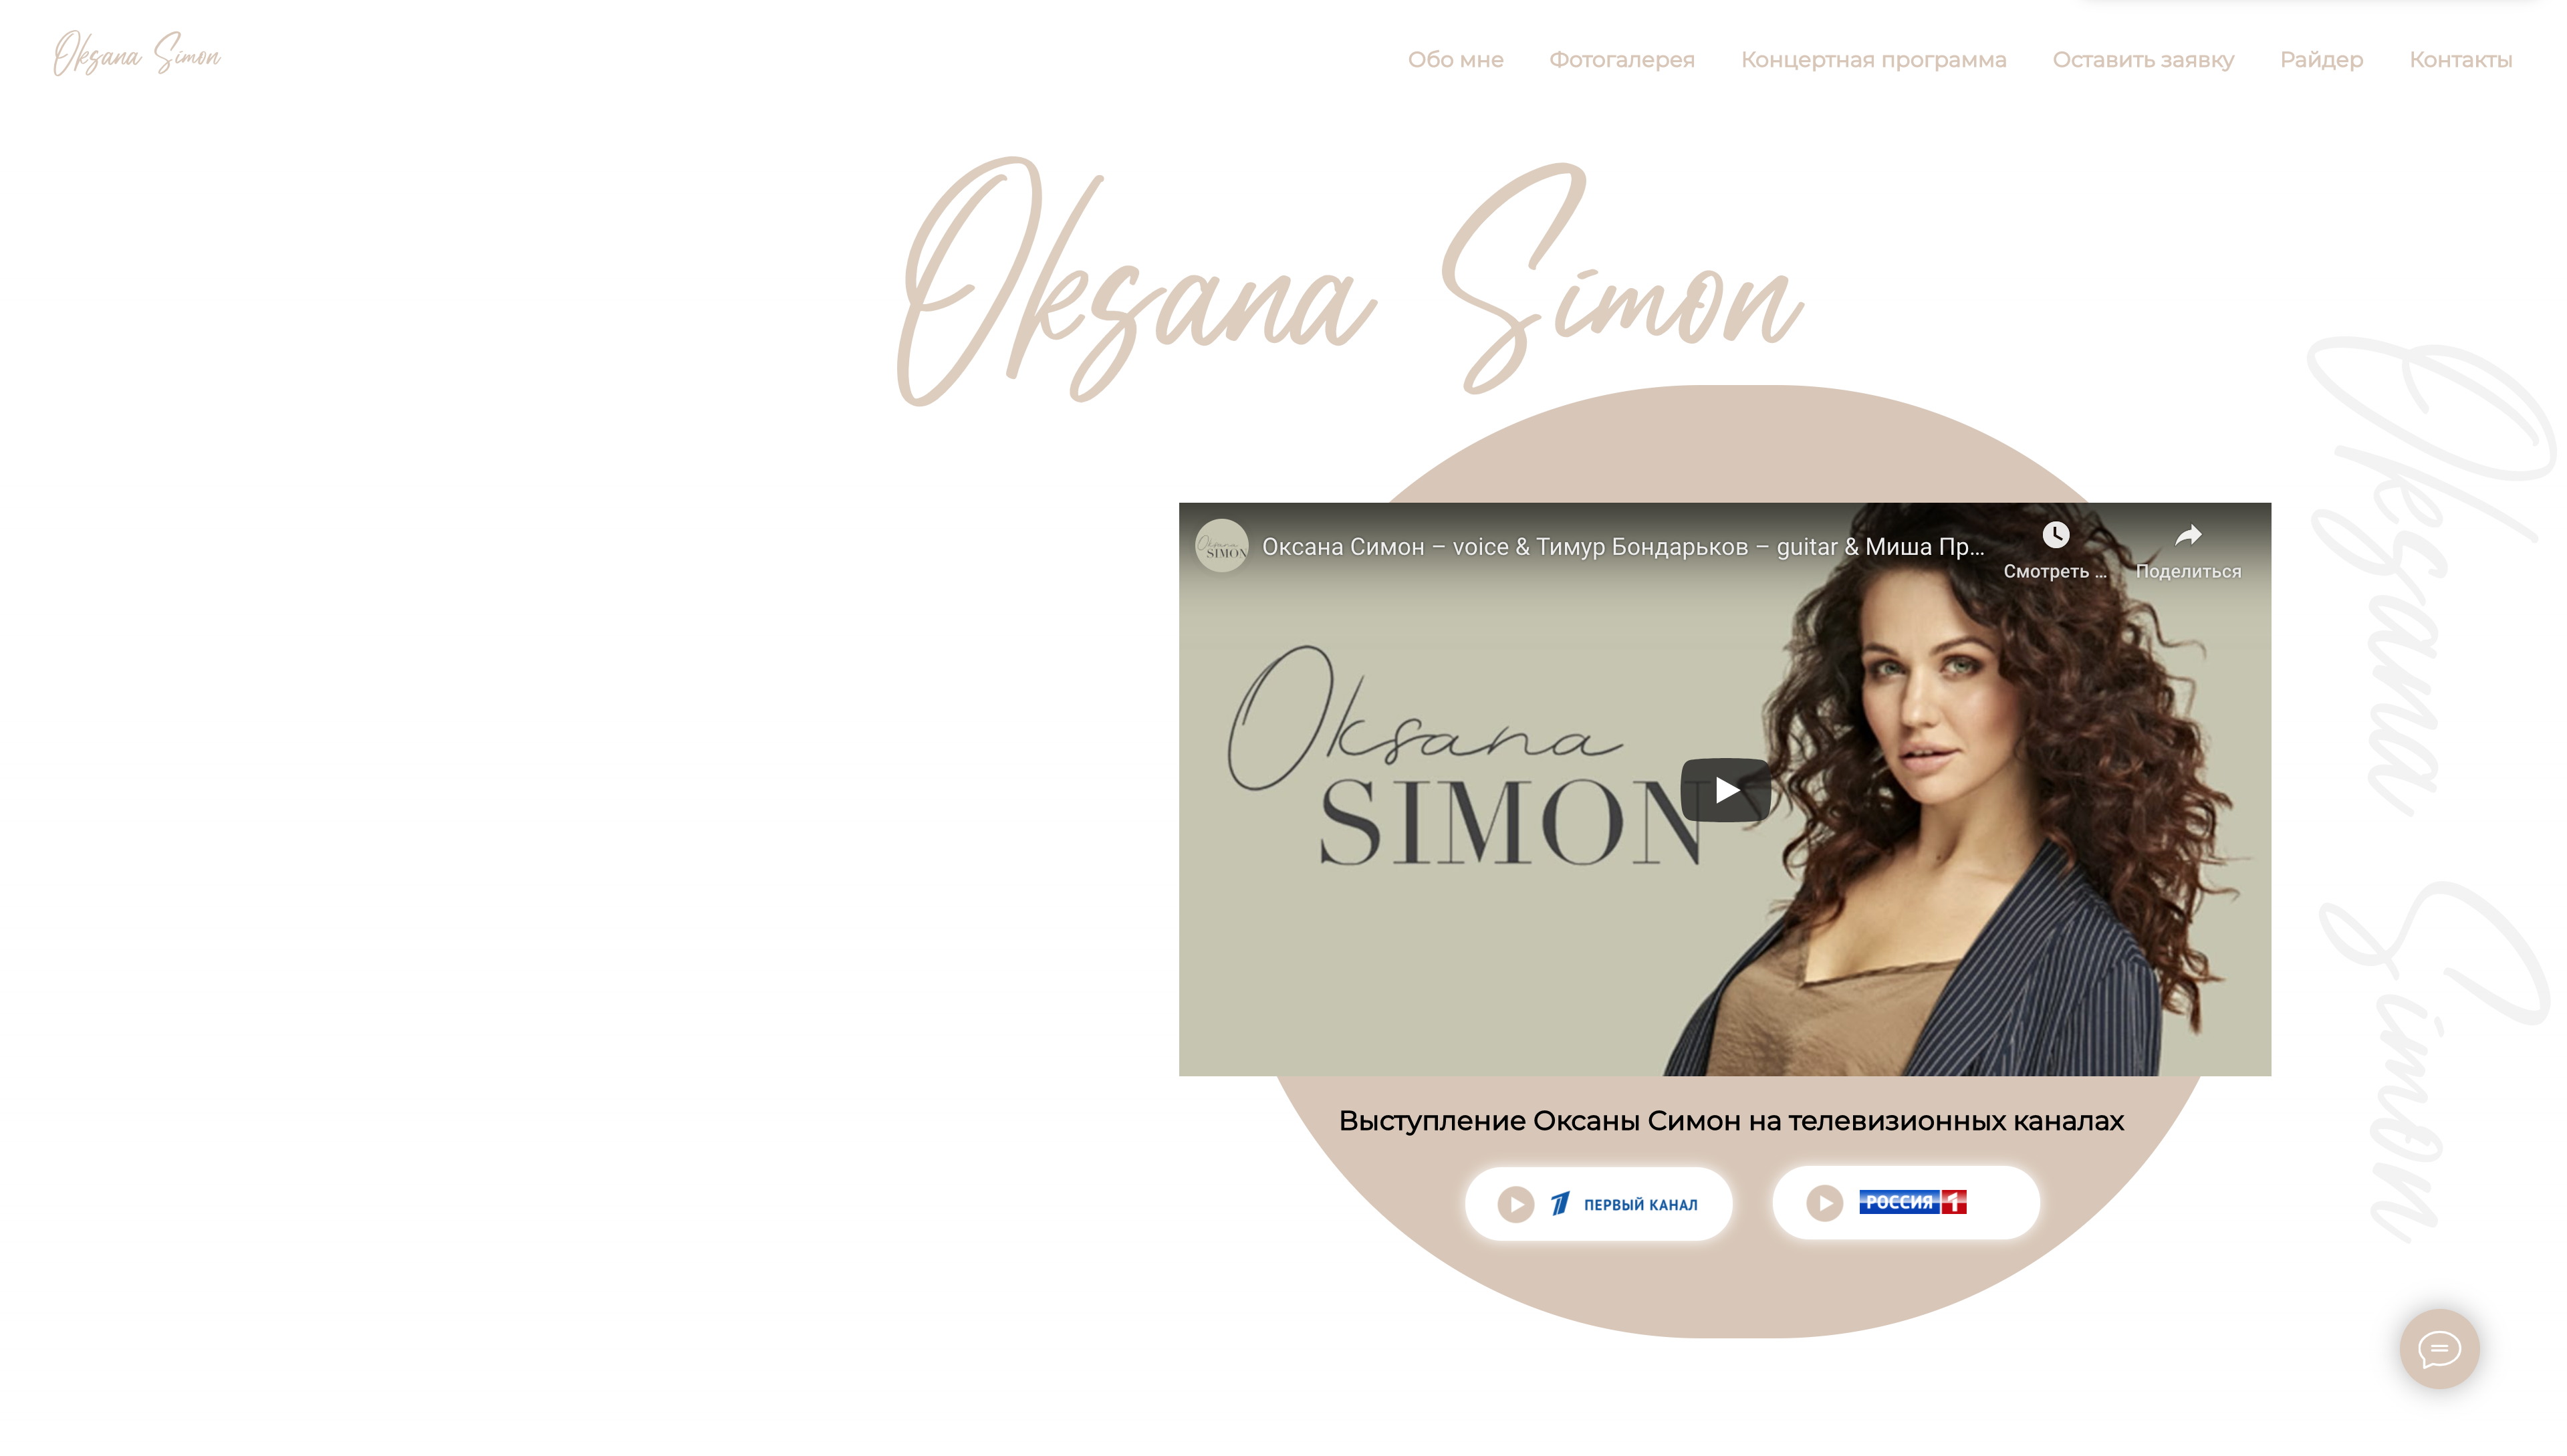 Oksana Simon
Обо мне Фотогалерея Концертная программа Оставить заявку Райдер Контакты
Oksana Simon
Оксана Симон – voice & Тимур Бондарьков – guitar & Миша Пр...
Смотреть ...
Поделиться
Oksana
SIMON
Oksana
SIMON
Выступление Оксаны Симон на телевизионных каналах
ПЕРВЫЙ КАНАЛ
РОССИЯ 1
Oksana Simon